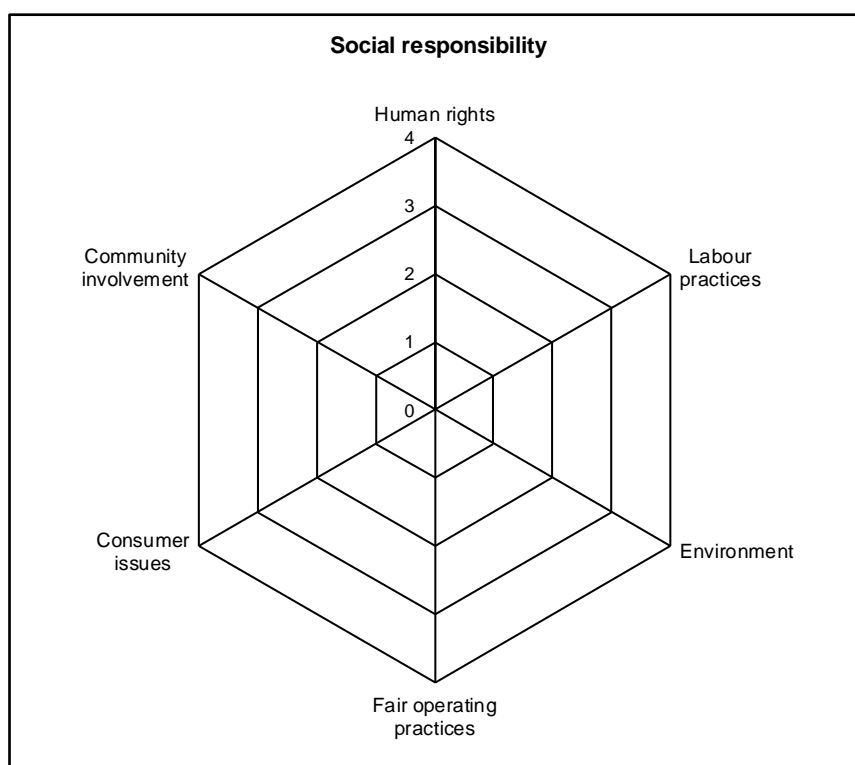 Social responsibility
Human rights
4
3
2
1
0
Community
involvement
Labour
practices
Consumer
issues
Environment
Fair operating
practices